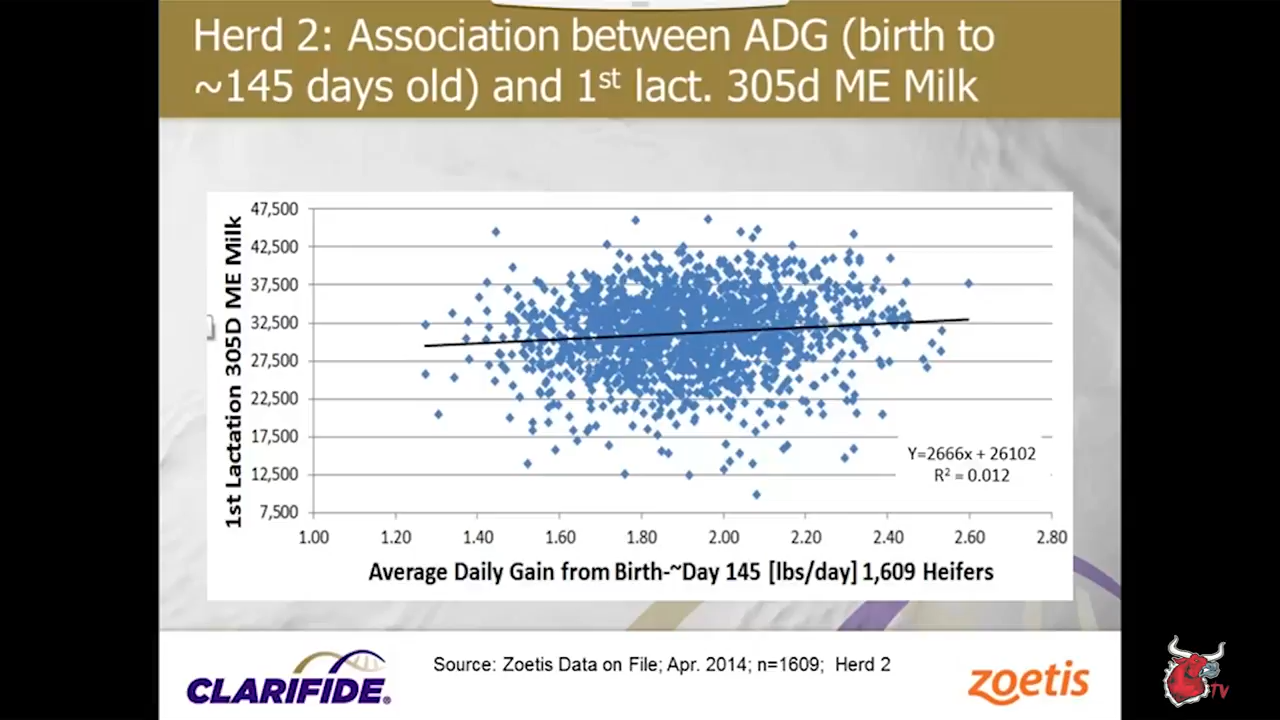 Herd 2: Association between ADG (birth to
~145 days old) and 1st lact. 305d ME Milk
1st Lactation 305D ME Milk
47,500
42,500
37,500
32,500
27,500
22,500
17,500
12,500
7,500
Y=2666x + 26102
R² = 0.012
1.00 1.20 1.40 1.60 1.80 2.00 2.20 2.40 2.60 2.80
Average Daily Gain from Birth-~Day 145 [lbs/day] 1,609 Heifers
Source: Zoetis Data on File; Apr. 2014; n=1609; Herd 2
CLARIFIDE®
zoetis
TV